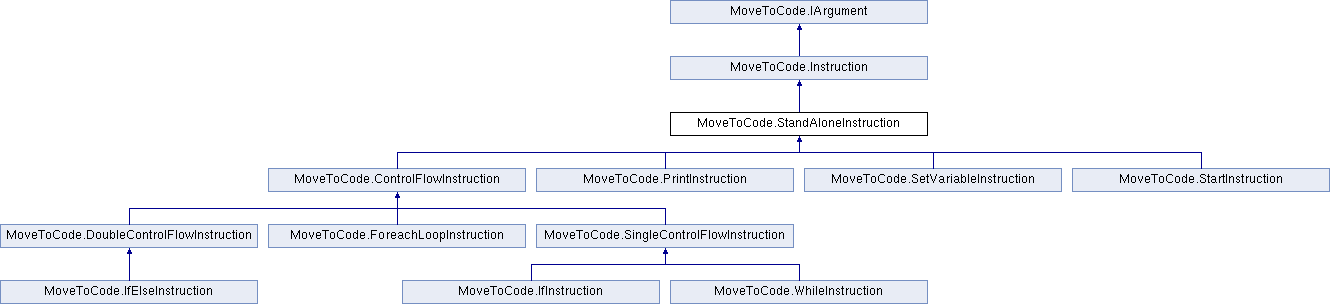 MoveToCode.IArgument
MoveToCode.Instruction
MoveToCode.StandAloneInstruction
MoveToCode.ControlFlowInstruction
MoveToCode.PrintInstruction
MoveToCode.SetVariableInstruction
MoveToCode.StartInstruction
MoveToCode.DoubleControlFlowInstruction
MoveToCode.ForeachLoopInstruction
MoveToCode.SingleControlFlowInstruction
MoveToCode.IfElseInstruction
MoveToCode.IfInstruction
MoveToCode.WhileInstruction